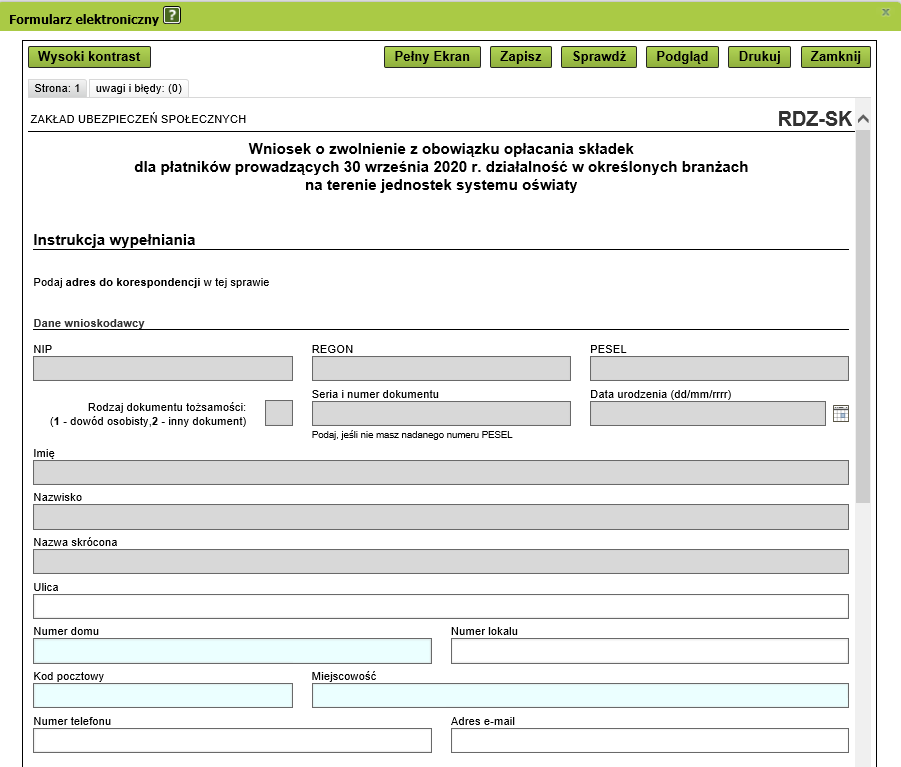 Formularz elektroniczny ?
x
Wysoki kontrast Pełny Ekran Zapisz Sprawdź Podgląd Drukuj Zamknij
Strona: 1 uwagi i błędy: (0)
ZAKŁAD UBEZPIECZEŃ SPOŁECZNYCH RDZ-SK
Wniosek o zwolnienie z obowiązku opłacania składek
dla płatników prowadzących 30 września 2020 r. działalność w określonych branżach
na terenie jednostek systemu oświaty
Instrukcja wypełniania
Podaj adres do korespondencji w tej sprawie
Dane wnioskodawcy
NIP REGON PESEL
Rodzaj dokumentu tożsamości:
(1 - dowód osobisty,2 - inny dokument)
Seria i numer dokumentu
Podaj, jeśli nie masz nadanego numeru PESEL
Data urodzenia (dd/mm/rrrr)
Imię
Nazwisko
Nazwa skrócona
Ulica
Numer domu Numer lokalu
Kod pocztowy Miejscowość
Numer telefonu Adres e-mail